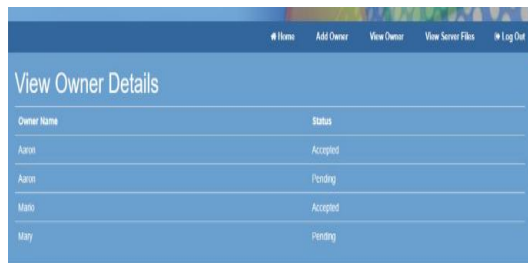 Home Add Owner View Owner View Server Files Log Out
View Owner Details
Owner Name Status
Aaron Accepted
Aaron Pending
Mario Accepted
Mary Pending